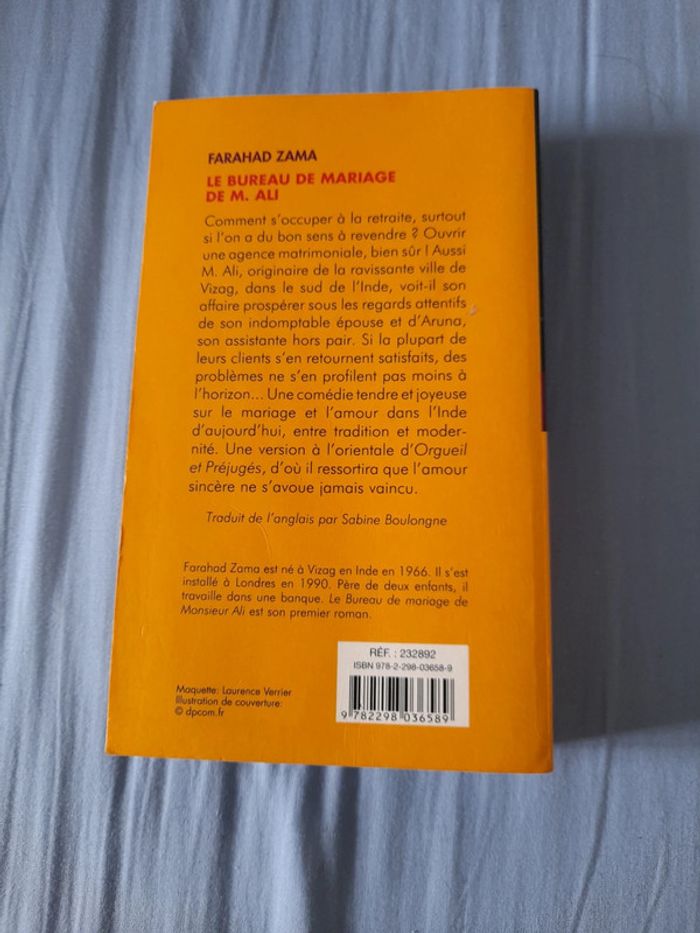 FARAHAD ZAMA
LE BUREAU DE MARIAGE
DE M. ALI
Comment s'occuper à la retraite, surtout
si l'on a du bon sens à revendre ? Ouvrir
une agence matrimoniale, bien sûr ! Aussi
M. Ali, originaire de la ravissante ville de
Vizag, dans le sud de l'Inde, voit-il son
affaire prospérer sous les regards attentifs
de son indomptable épouse et d'Aruna,
son assistante hors pair. Si la plupart de
leurs clients s'en retournent satisfaits, des
problèmes ne s'en profilent pas moins à
l'horizon... Une comédie tendre et joyeuse
sur le mariage et l'amour dans l'Inde
d'aujourd'hui, entre tradition et moder-
nité. Une version à l'orientale d'Orgueil
et Préjugés, d'où il ressortira que l'amour
sincère ne s'avoue jamais vaincu.
Traduit de l'anglais par Sabine Boulongne
Farahad Zama est né à Vizag en Inde en 1966. Il s'est
installé à Londres en 1990. Père de deux enfants, il
travaille dans une banque. Le Bureau de mariage de
Monsieur Ali est son premier roman.
RÉF. : 232892
ISBN 978-2-298-03658-9
9 782298 036589
Maquette: Laurence Verrier
Illustration de couverture:
© dpcom.fr